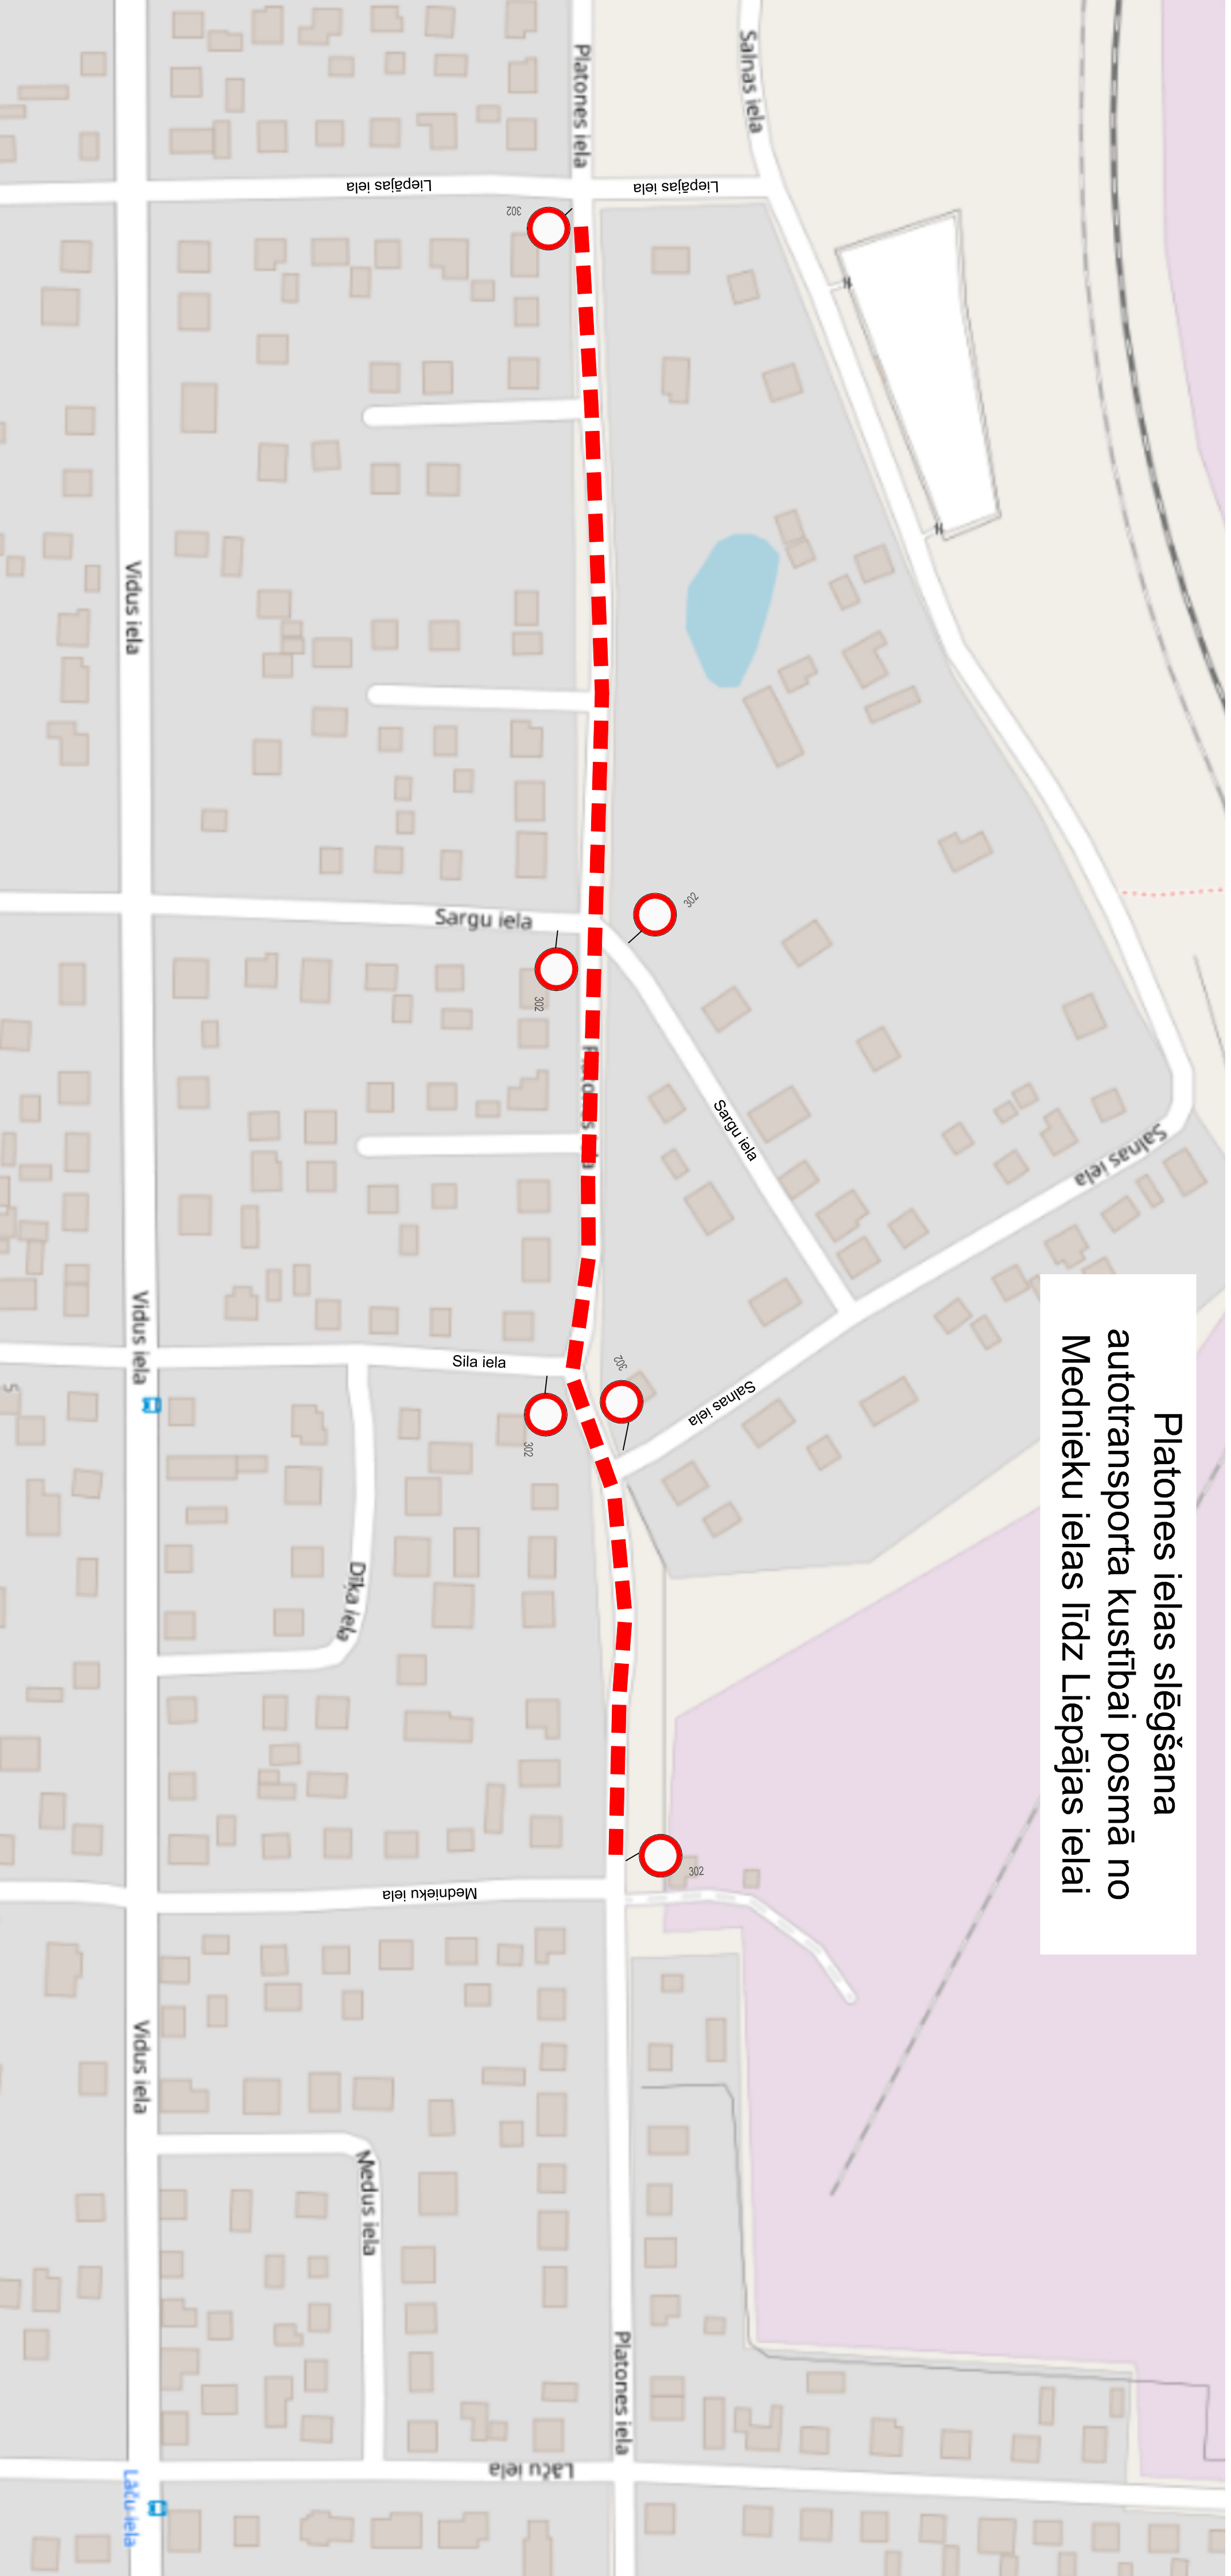 Platones ielas slēgšana
autotransporta kustībai posmā no
Mednieku ielas līdz Liepājas ielai
Platones iela
Salnas iela
Liepājas iela
Liepājas iela
302
Vidus iela
Sargu iela
302
302
Sargu iela
Salnas iela
Vidus iela
Sila iela
302
302
Salnas iela
5
Dīķa iela
302
Mednieku iela
Vidus iela
Medus iela
Platones iela
Lāču iela
Lāču iela